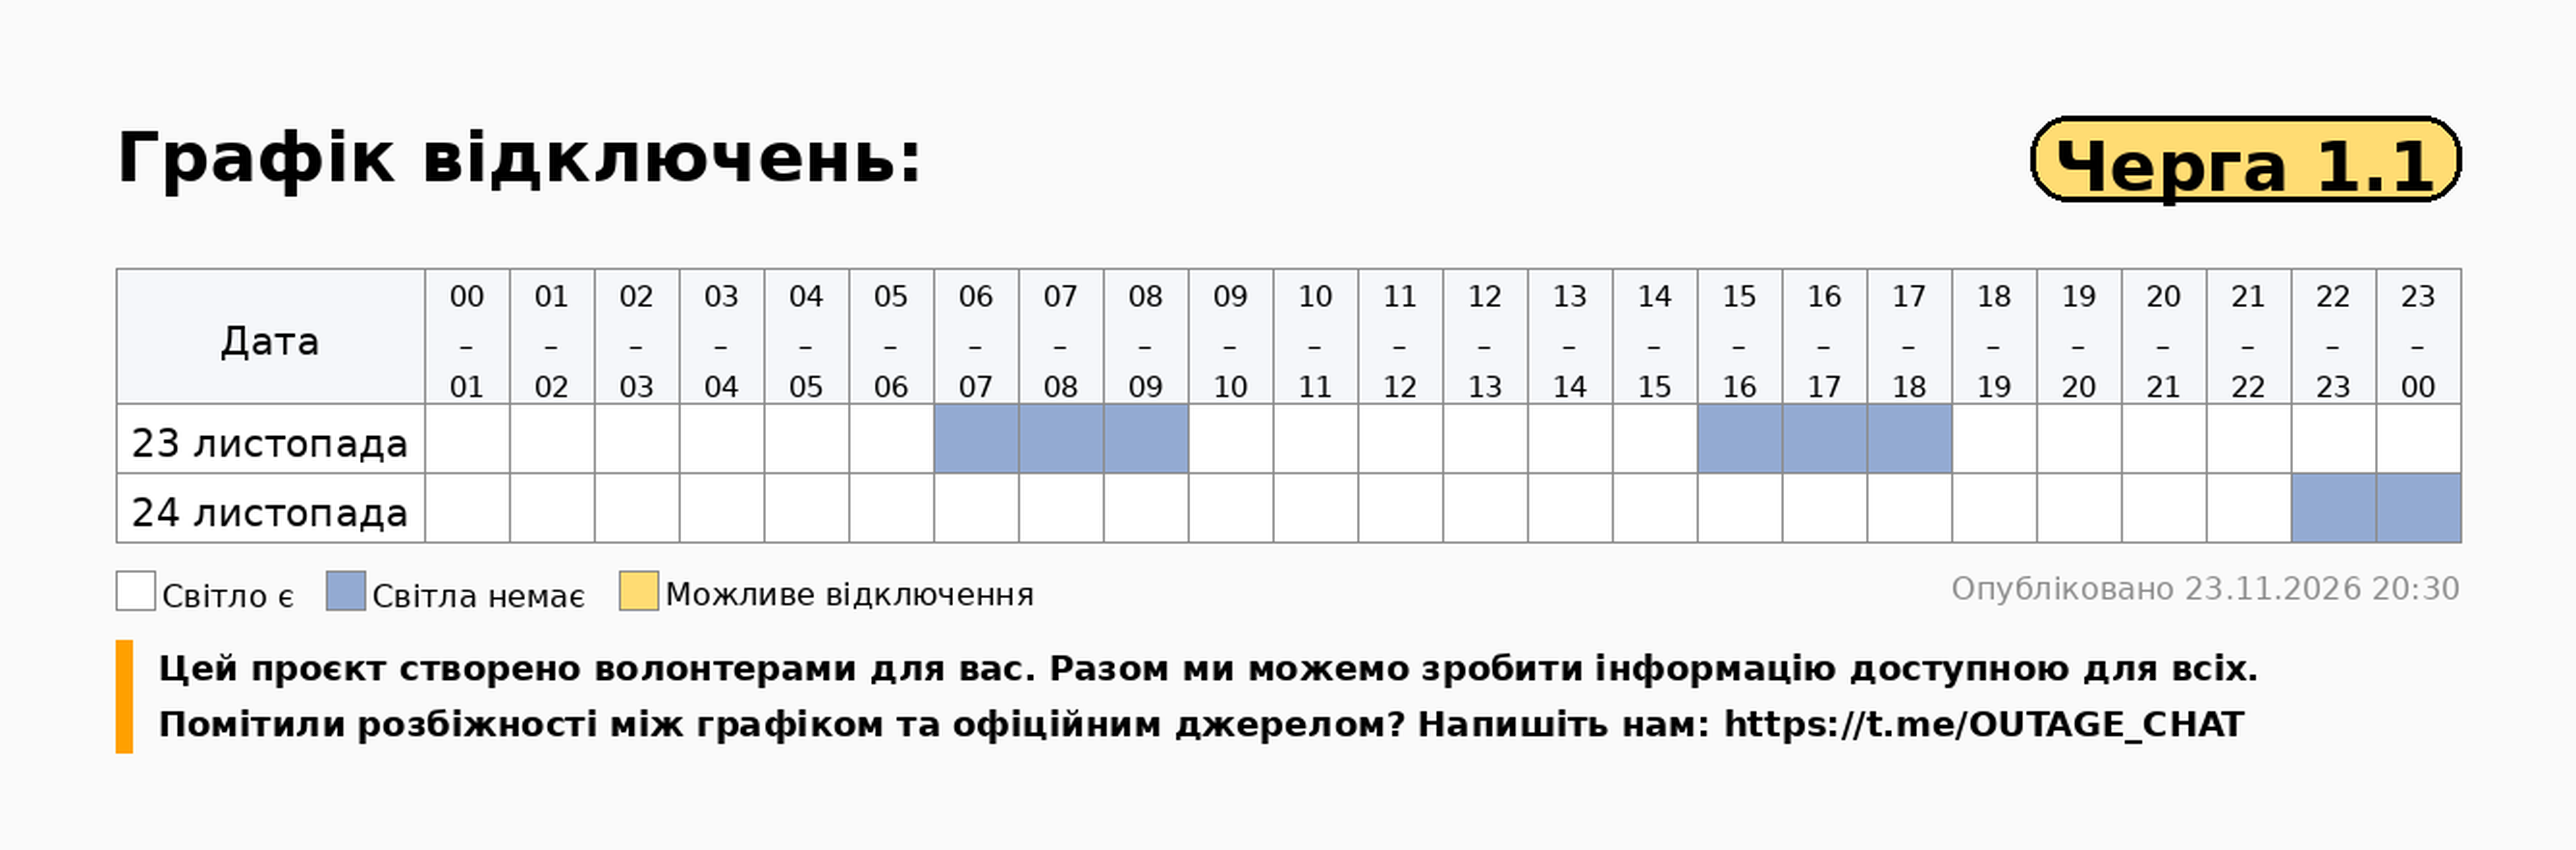 Графік відключень:
Черга 1.1
Дата 00 – 01 01 – 02 02 – 03 03 – 04 04 – 05 05 – 06 06 – 07 07 – 08 08 – 09 09 – 10 10 – 11 11 – 12 12 – 13 13 – 14 14 – 15 15 – 16 16 – 17 17 – 18 18 – 19 19 – 20 20 – 21 21 – 22 22 – 23 23 – 00
23 листопада
24 листопада
Світло є Світла немає Можливе відключення
Опубліковано 23.11.2026 20:30
Цей проєкт створено волонтерами для вас. Разом ми можемо зробити інформацію доступною для всіх.
Помітили розбіжності між графіком та офіційним джерелом? Напишіть нам: https://t.me/OUTAGE_CHAT